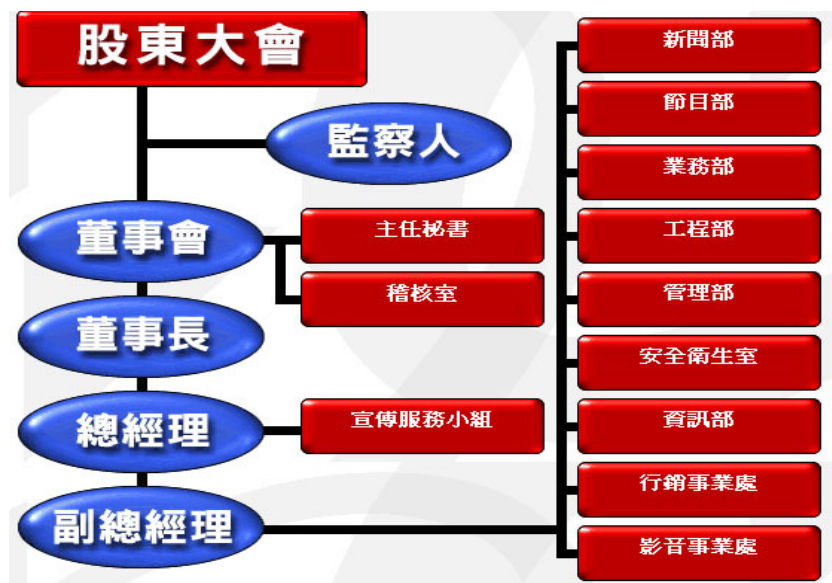 股東大會
監察人
董事會
主任秘書
稽核室
董事長
總經理
宣傳服務小組
副總經理
新聞部
節目部
業務部
工程部
管理部
安全衛生室
資訊部
行銷事業處
影音事業處